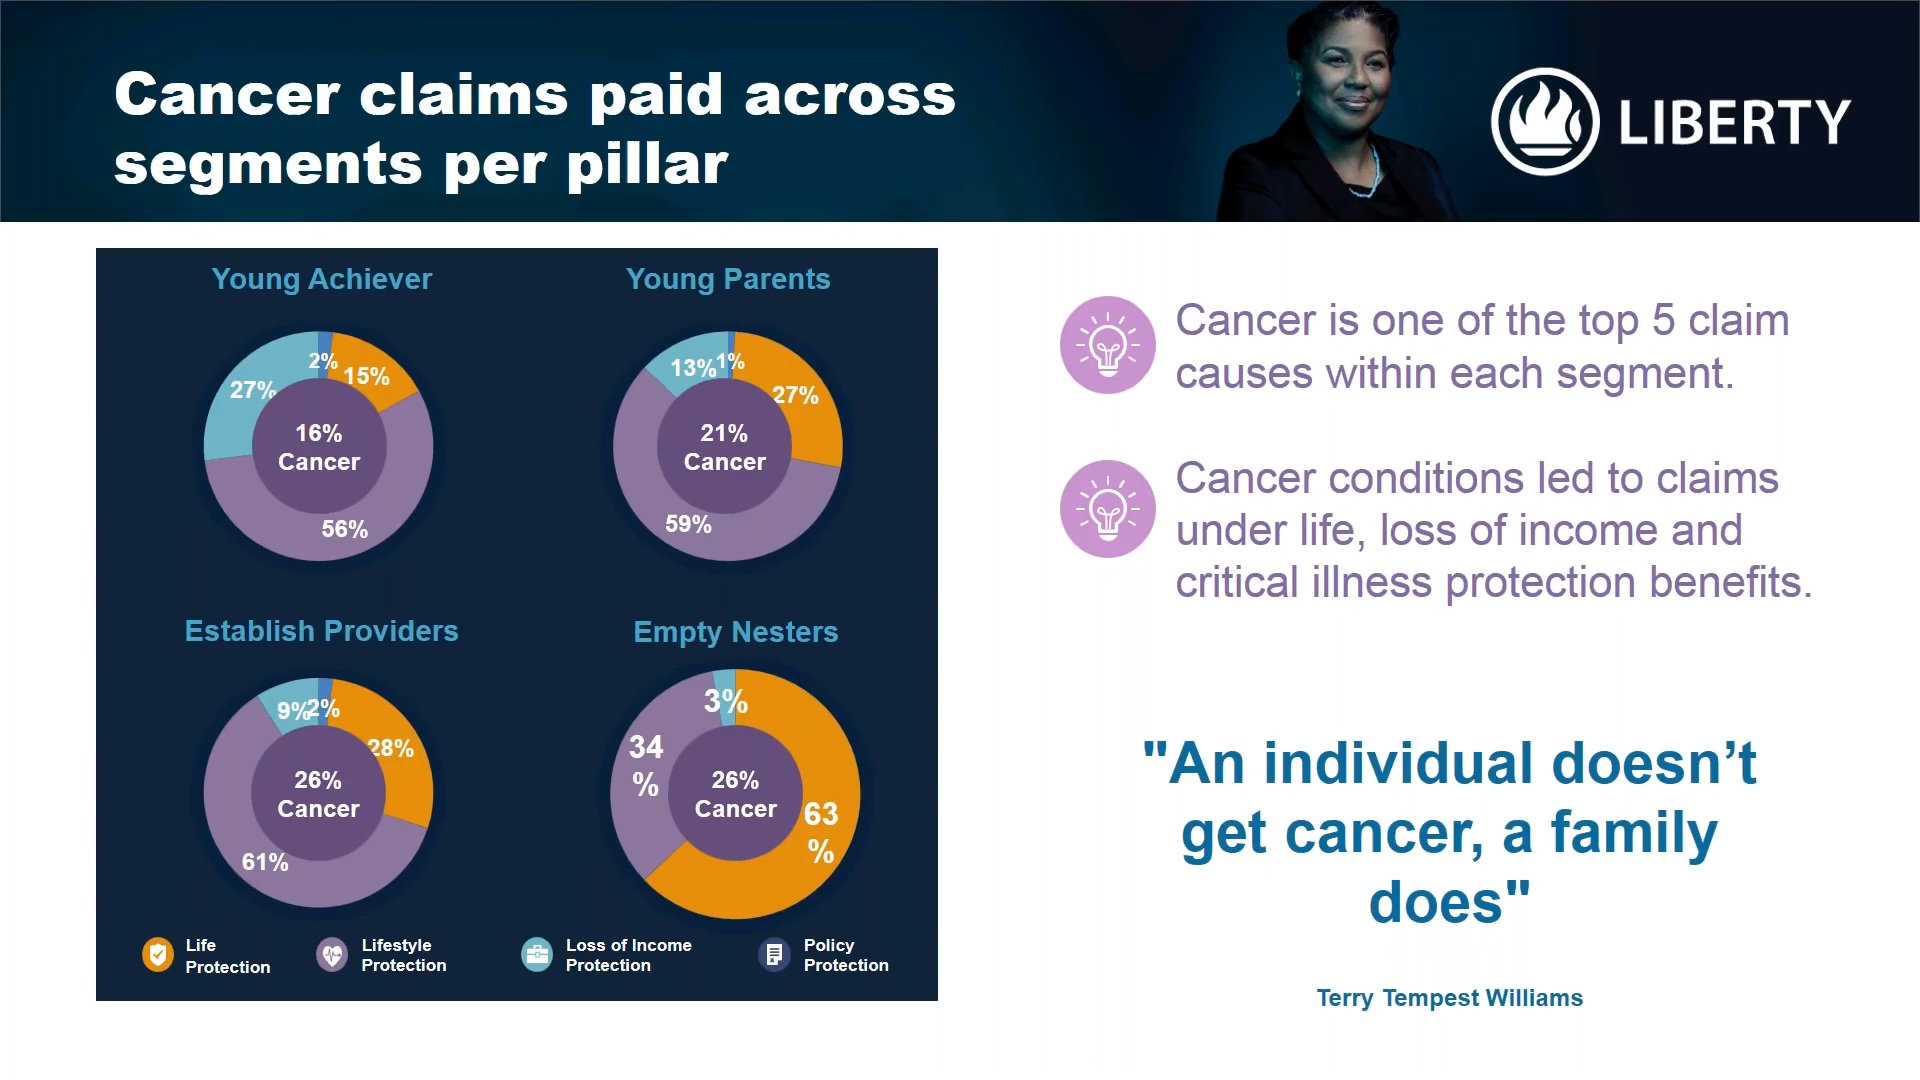 Cancer claims paid across
segments per pillar
LIBERTY
Young Achiever
2%
15%
27%
16%
Cancer
56%
Young Parents
13%
1%
27%
21%
Cancer
59%
Establish Providers
9%
2%
28%
26%
Cancer
61%
Empty Nesters
3%
34
%
26%
Cancer
63
%
Life
Protection
Lifestyle
Protection
Loss of Income
Protection
Policy
Protection
Cancer is one of the top 5 claim
causes within each segment.
Cancer conditions led to claims
under life, loss of income and
critical illness protection benefits.
"An individual doesn’t
get cancer, a family
does"
Terry Tempest Williams